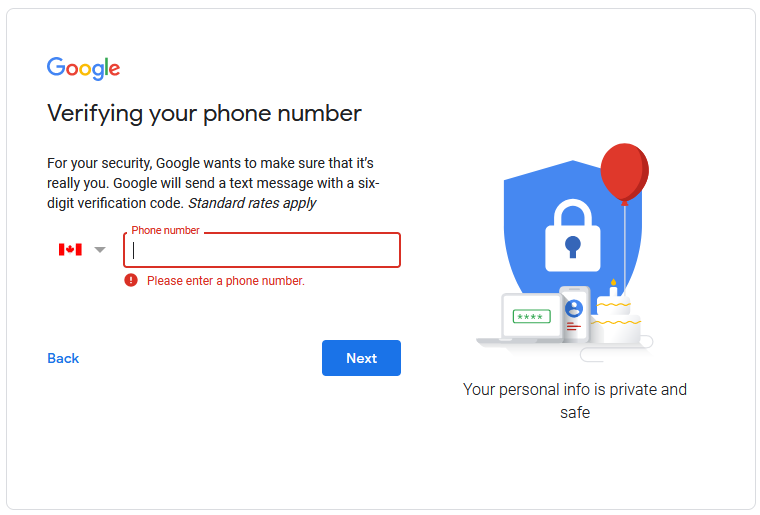 Google
Verifying your phone number
For your security, Google wants to make sure that it's
really you. Google will send a text message with a six-
digit verification code. Standard rates apply
Phone number
Please enter a phone number.
Back
Next
****
Your personal info is private and
safe